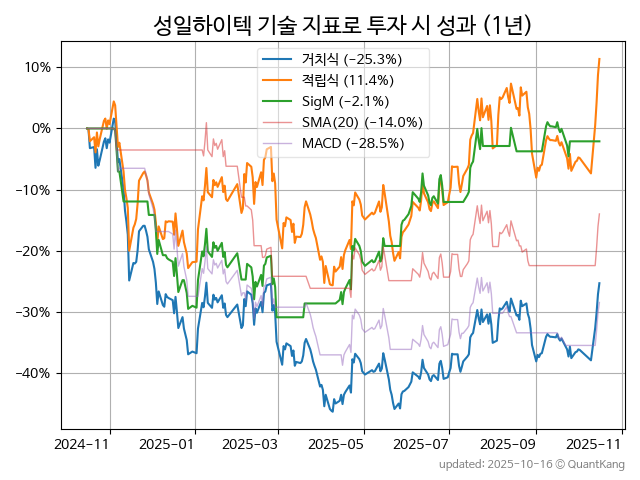 성일하이텍 기술 지표로 투자 시 성과 (1년)
거치식 (−25.3%)
적립식 (11.4%)
SigM (−2.1%)
SMA(20) (−14.0%)
MACD (−28.5%)
10%
0%
−10%
−20%
−30%
−40%
2024-11 2025-01 2025-03 2025-05 2025-07 2025-09 2025-11
updated: 2025-10-16 © QuantKang